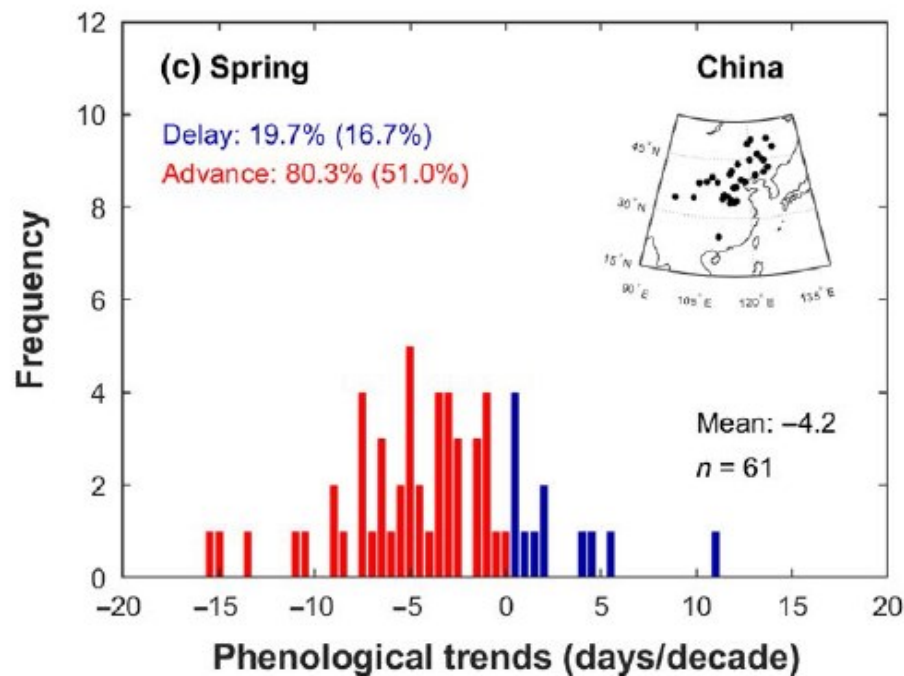 12
10
8
6
4
2
0
Frequency
(c) Spring
Delay: 19.7% (16.7%)
Advance: 80.3% (51.0%)
China
45°N
30°N
15°N
90°E
105°E
120°E
135°E
Mean: –4.2
n = 61
–20 –15 –10 –5 0 5 10 15 20
Phenological trends (days/decade)